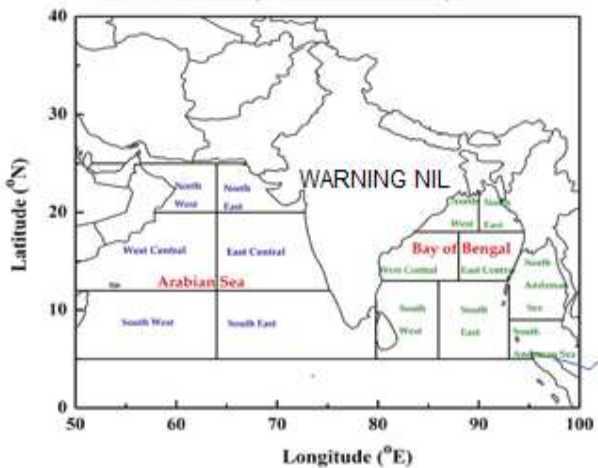 40
30
20
10
0
50
60
70
80
90
100
Latitude (°N)
Longitude (°E)
WARNING NIL
North
West
North
East
West Central
East Central
Arabian Sea
South West
South East
North
West
East
Bay of Bengal
West Central
East Central
South
West
South
East
North
Andaman
Sea
South
Andaman Sea